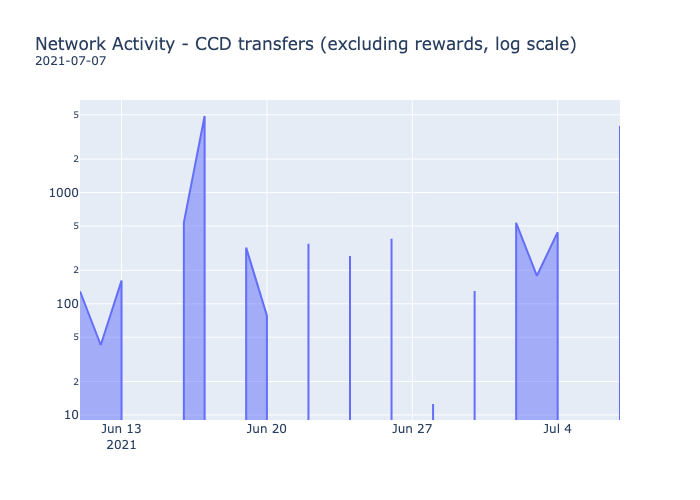 Network Activity - CCD transfers (excluding rewards, log scale)
2021-07-07
5
2
1000
5
2
100
5
2
10
Jun 13
2021
Jun 20
Jun 27
Jul 4